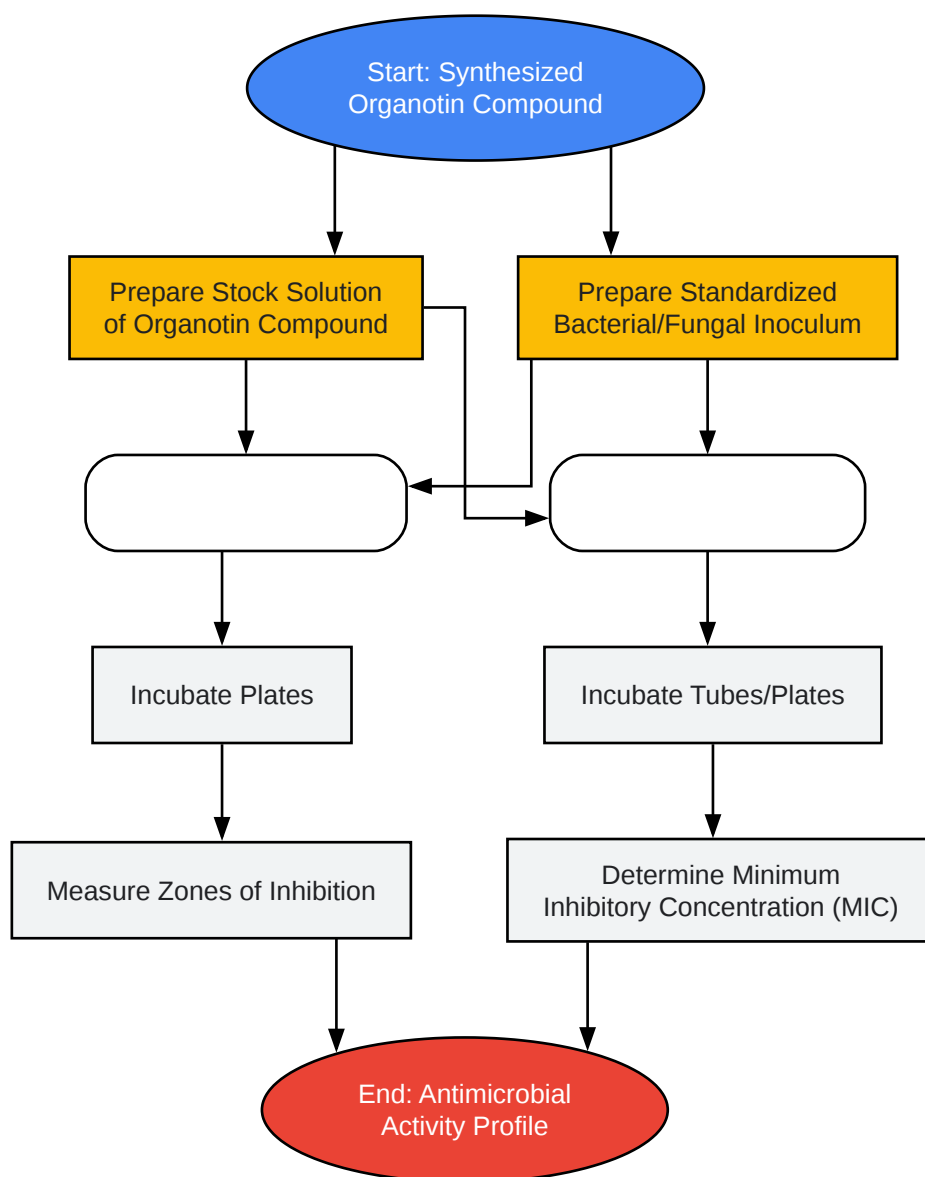 Start: Synthesized
Organotin Compound
Prepare Stock Solution
of Organotin Compound
Prepare Standardized
Bacterial/Fungal Inoculum
Incubate Plates
Incubate Tubes/Plates
Measure Zones of Inhibition
Determine Minimum
Inhibitory Concentration (MIC)
End: Antimicrobial
Activity Profile